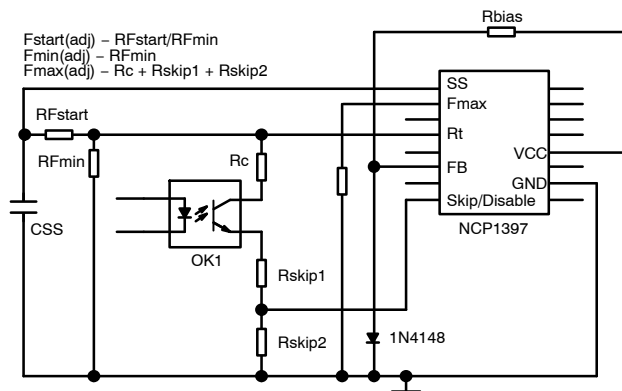 Rbias
Fstart(adj) – RFstart/RFmin
Fmin(adj) – RFmin
Fmax(adj) – Rc + Rskip1 + Rskip2
SS
Fmax
RFstart
Rt
RFmin
Rc
VCC
FB
GND
Skip/Disable
CSS
NCP1397
OK1
Rskip1
Rskip2
1N4148